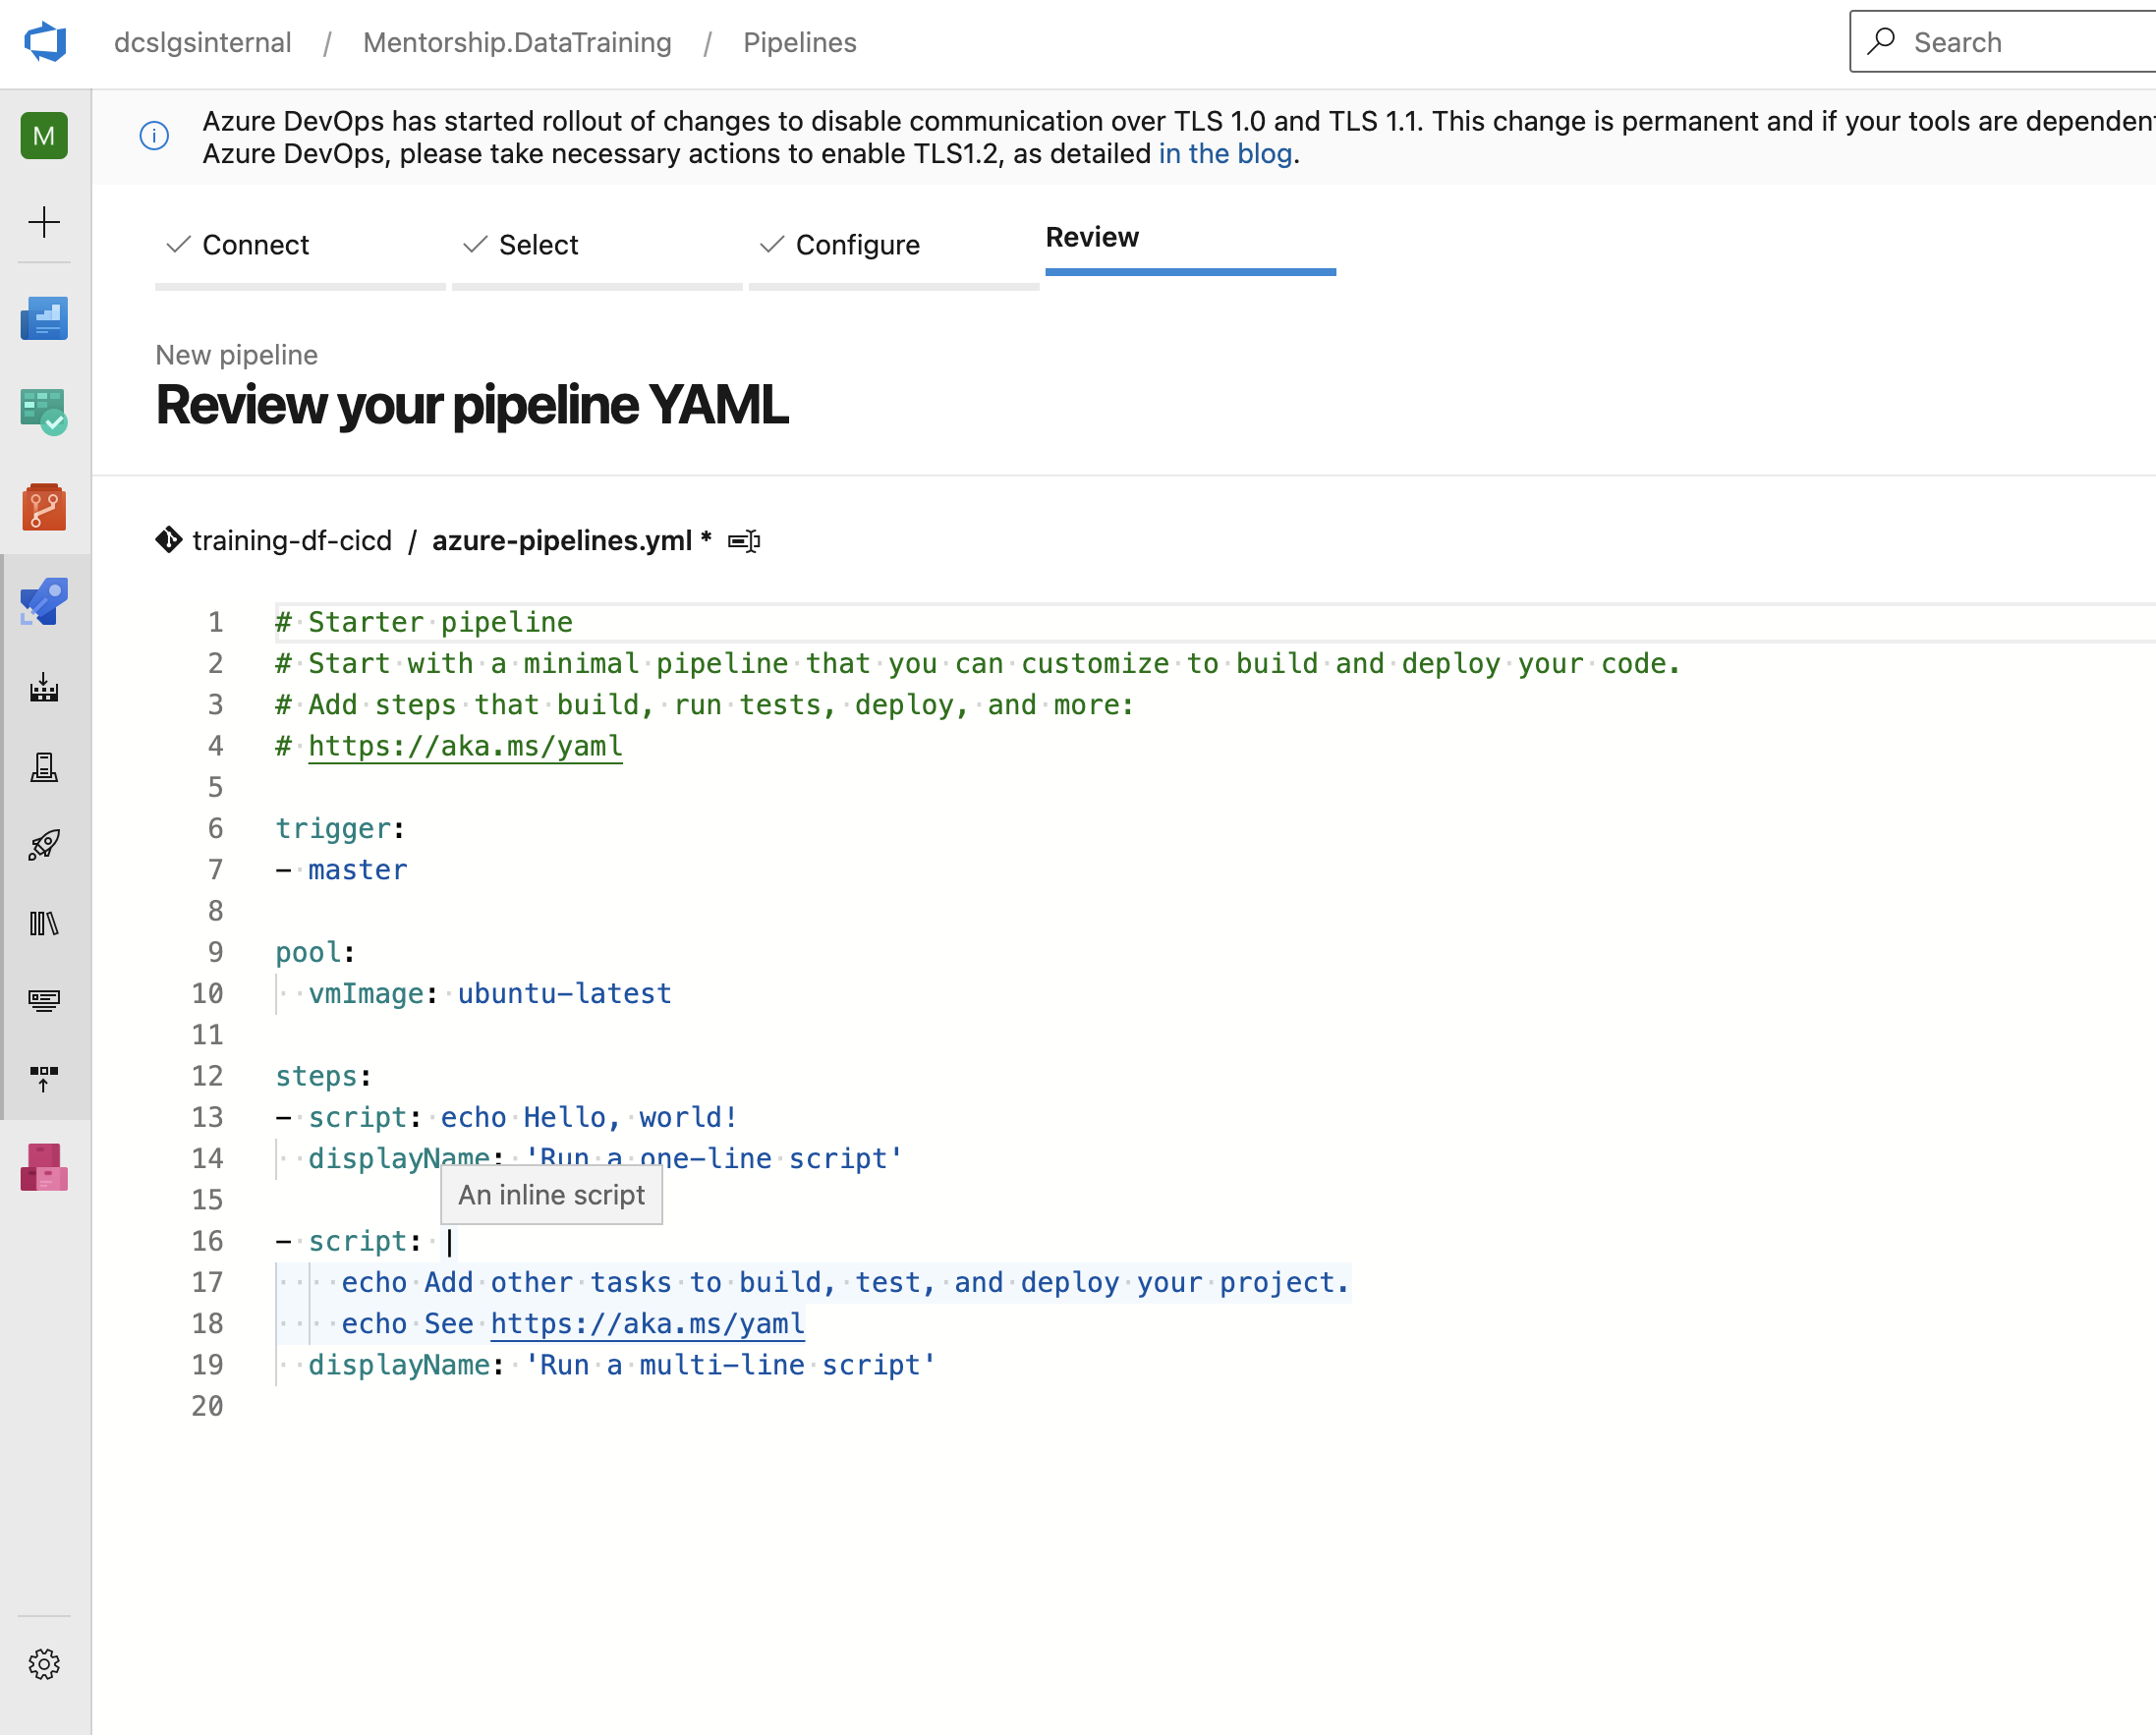 dcslgsinternal / Mentorship.DataTraining / Pipelines
Search
M
Azure DevOps has started rollout of changes to disable communication over TLS 1.0 and TLS 1.1. This change is permanent and if your tools are dependent
Azure DevOps, please take necessary actions to enable TLS1.2, as detailed in the blog.
Connect
Select
Configure
Review
New pipeline
Review your pipeline YAML
training-df-cicd / azure-pipelines.yml *
1 # Starter pipeline
2 # Start with a minimal pipeline that you can customize to build and deploy your code.
3 # Add steps that build, run tests, deploy, and more:
4 # https://aka.ms/yaml
5
6 trigger:
7 - master
8
9 pool:
10   vmImage: ubuntu-latest
11
12 steps:
13 - script: echo Hello, world!
14   displayName: 'Run a one-line script'
An inline script
15
16 - script: |
17     echo Add other tasks to build, test, and deploy your project.
18     echo See https://aka.ms/yaml
19   displayName: 'Run a multi-line script'
20